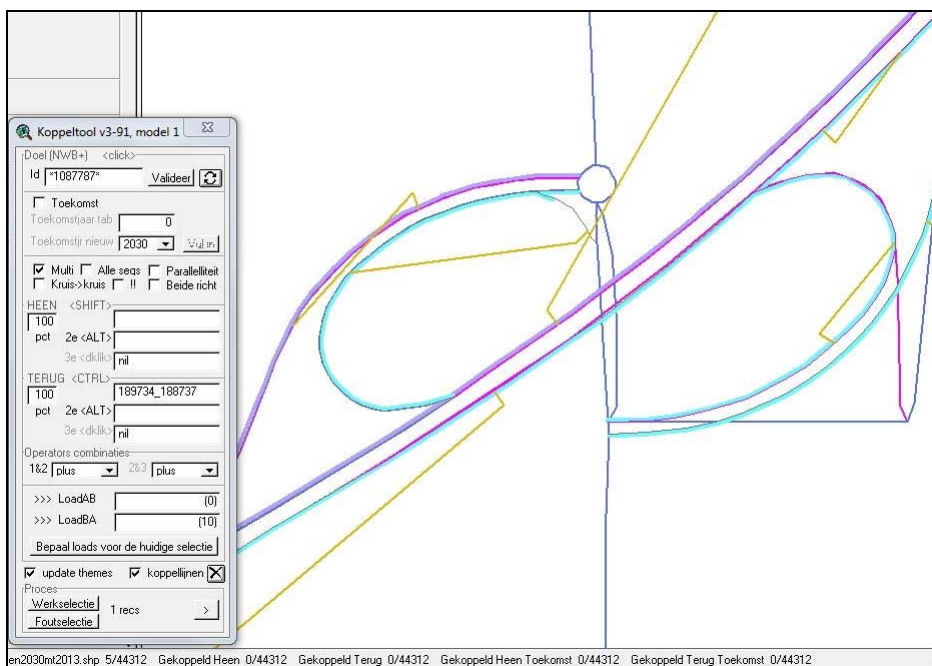 Koppeltool v3-91, model 1
Doel (NWB+) <click>
Id *1087787* Valideer
Toekomst
Toekomstjaar tab 0
Toekomstjr nieuw 2030 Vul in
Multi Alle seqs Parallelliteit
Kruis->kruis !! Beide richt
HEEN <SHIFT>
100
pct 2e <ALT>
3e <dklik> nil
TERUG <CTRL> 189734_188737
100
pct 2e <ALT>
3e <dklik> nil
Operators combinaties
1&2 plus 2&3 plus
>>> LoadAB (0)
>>> LoadBA (10)
Bepaal loads voor de huidige selectie
update themes koppellijnen
Proces
Werkselectie 1 recs >
Foutselectie
en2030mt2013.shp 5/44312 Gekoppeld Heen 0/44312 Gekoppeld Terug 0/44312 Gekoppeld Heen Toekomst 0/44312 Gekoppeld Terug Toekomst 0/44312